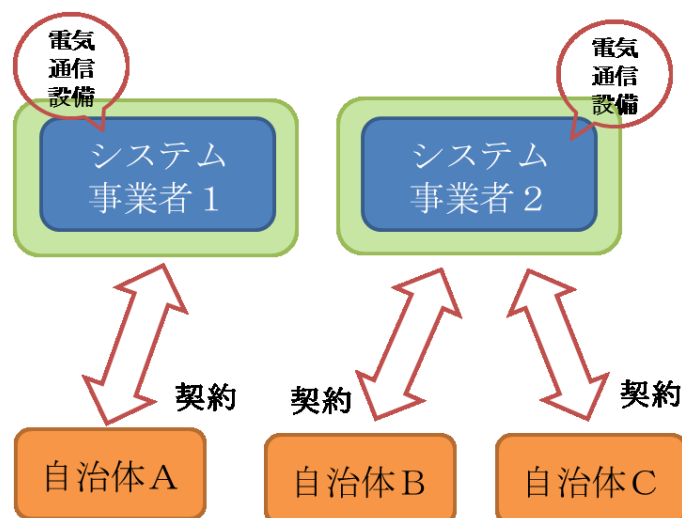 電気
通信
設備
電気
通信
設備
システム
事業者１
システム
事業者２
契約
契約
契約
自治体Ａ
自治体Ｂ
自治体Ｃ